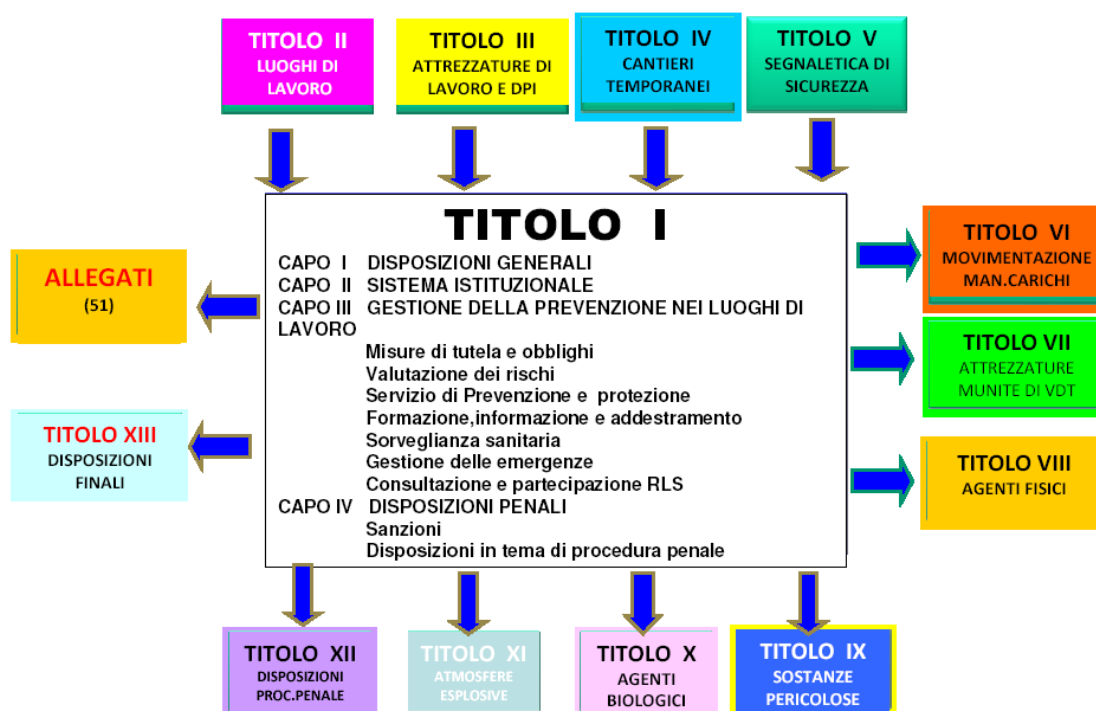 TITOLO II
LUOGHI DI
LAVORO
TITOLO III
ATTREZZATURE DI
LAVORO E DPI
TITOLO IV
CANTIERI
TEMPORANEI
TITOLO V
SEGNALETICA DI
SICUREZZA
TITOLO I
CAPO I DISPOSIZIONI GENERALI
CAPO II SISTEMA ISTITUZIONALE
CAPO III GESTIONE DELLA PREVENZIONE NEI LUOGHI DI
LAVORO
Misure di tutela e obblighi
Valutazione dei rischi
Servizio di Prevenzione e protezione
Formazione,informazione e addestramento
Sorveglianza sanitaria
Gestione delle emergenze
Consultazione e partecipazione RLS
CAPO IV DISPOSIZIONI PENALI
Sanzioni
Disposizioni in tema di procedura penale
ALLEGATI
(51)
TITOLO XIII
DISPOSIZIONI
FINALI
TITOLO VI
MOVIMENTAZIONE
MAN.CARICHI
TITOLO VII
ATTREZZATURE
MUNITE DI VDT
TITOLO VIII
AGENTI FISICI
TITOLO XII
DISPOSIZIONI
PROC.PENALE
TITOLO XI
ATMOSFERE
ESPLOSIVE
TITOLO X
AGENTI
BIOLOGICI
TITOLO IX
SOSTANZE
PERICOLOSE